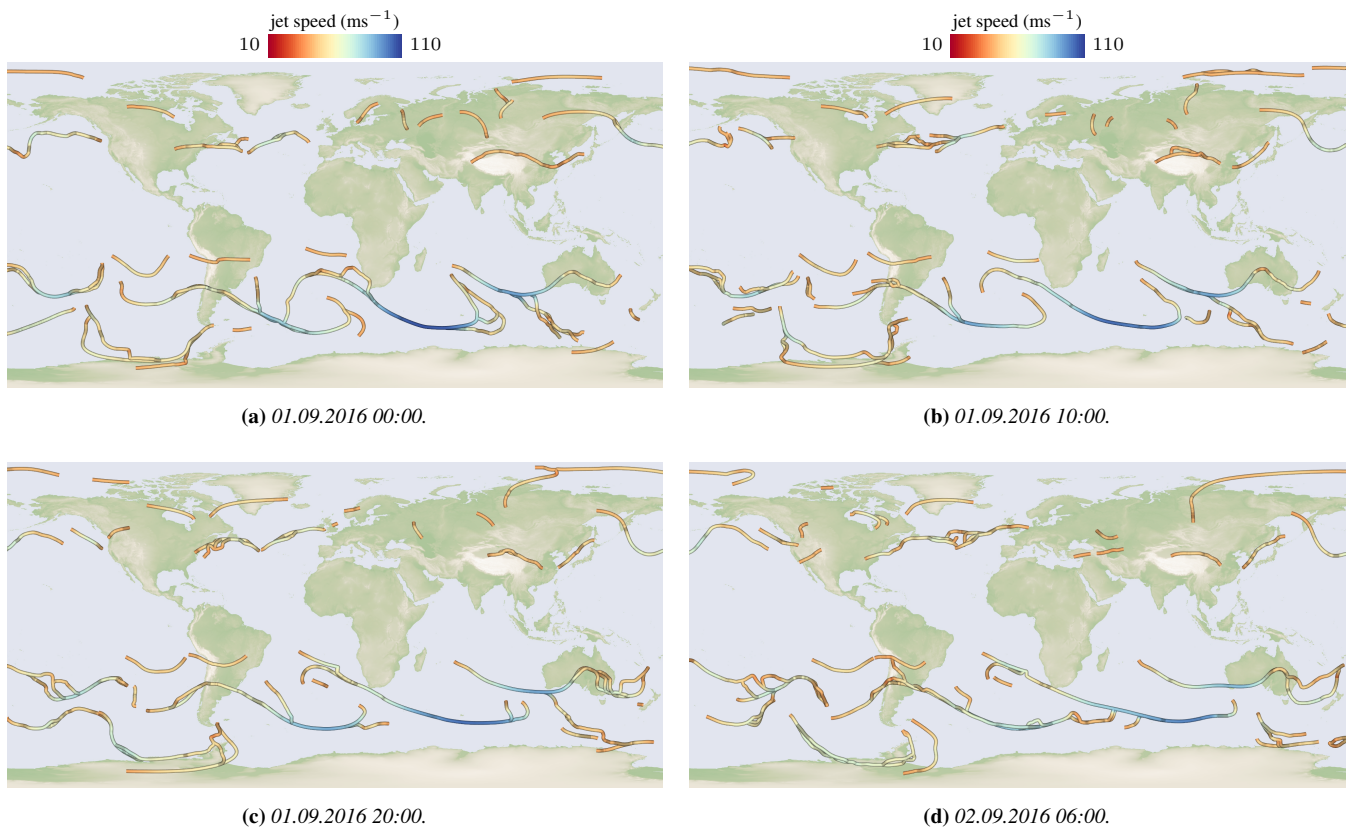 jet speed (ms⁻¹)
10 110
jet speed (ms⁻¹)
10 110
(a) 01.09.2016 00:00.
(b) 01.09.2016 10:00.
(c) 01.09.2016 20:00.
(d) 02.09.2016 06:00.